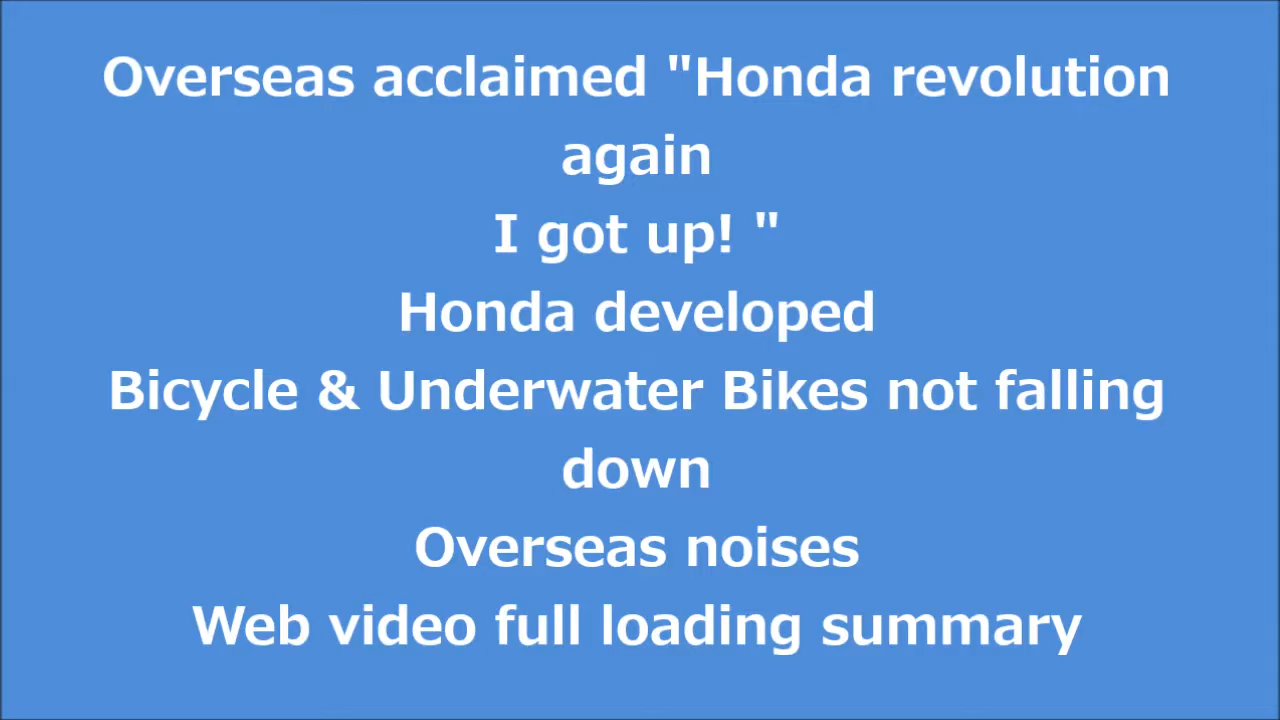 Overseas acclaimed "Honda revolution
again
I got up! "
Honda developed
Bicycle & Underwater Bikes not falling
down
Overseas noises
Web video full loading summary